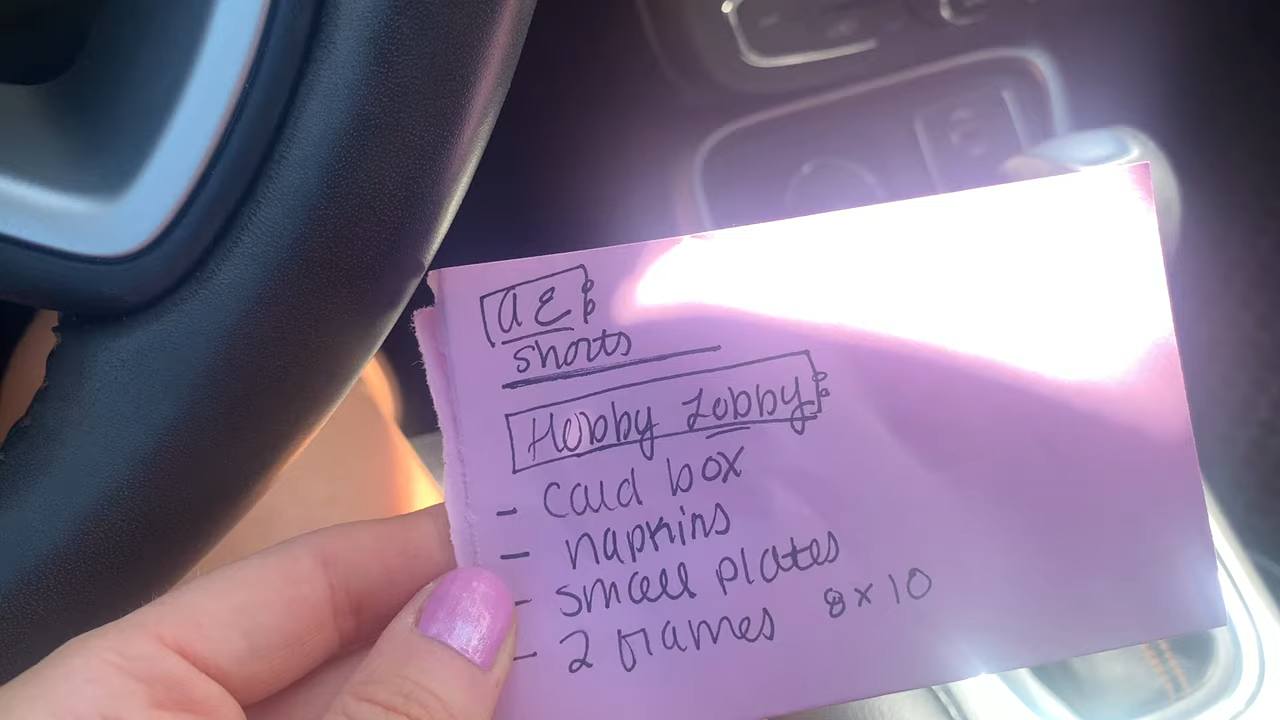 AE:
shorts
Hobby Lobby:
- card box
- napkins
- small plates
- 2 frames 8x10